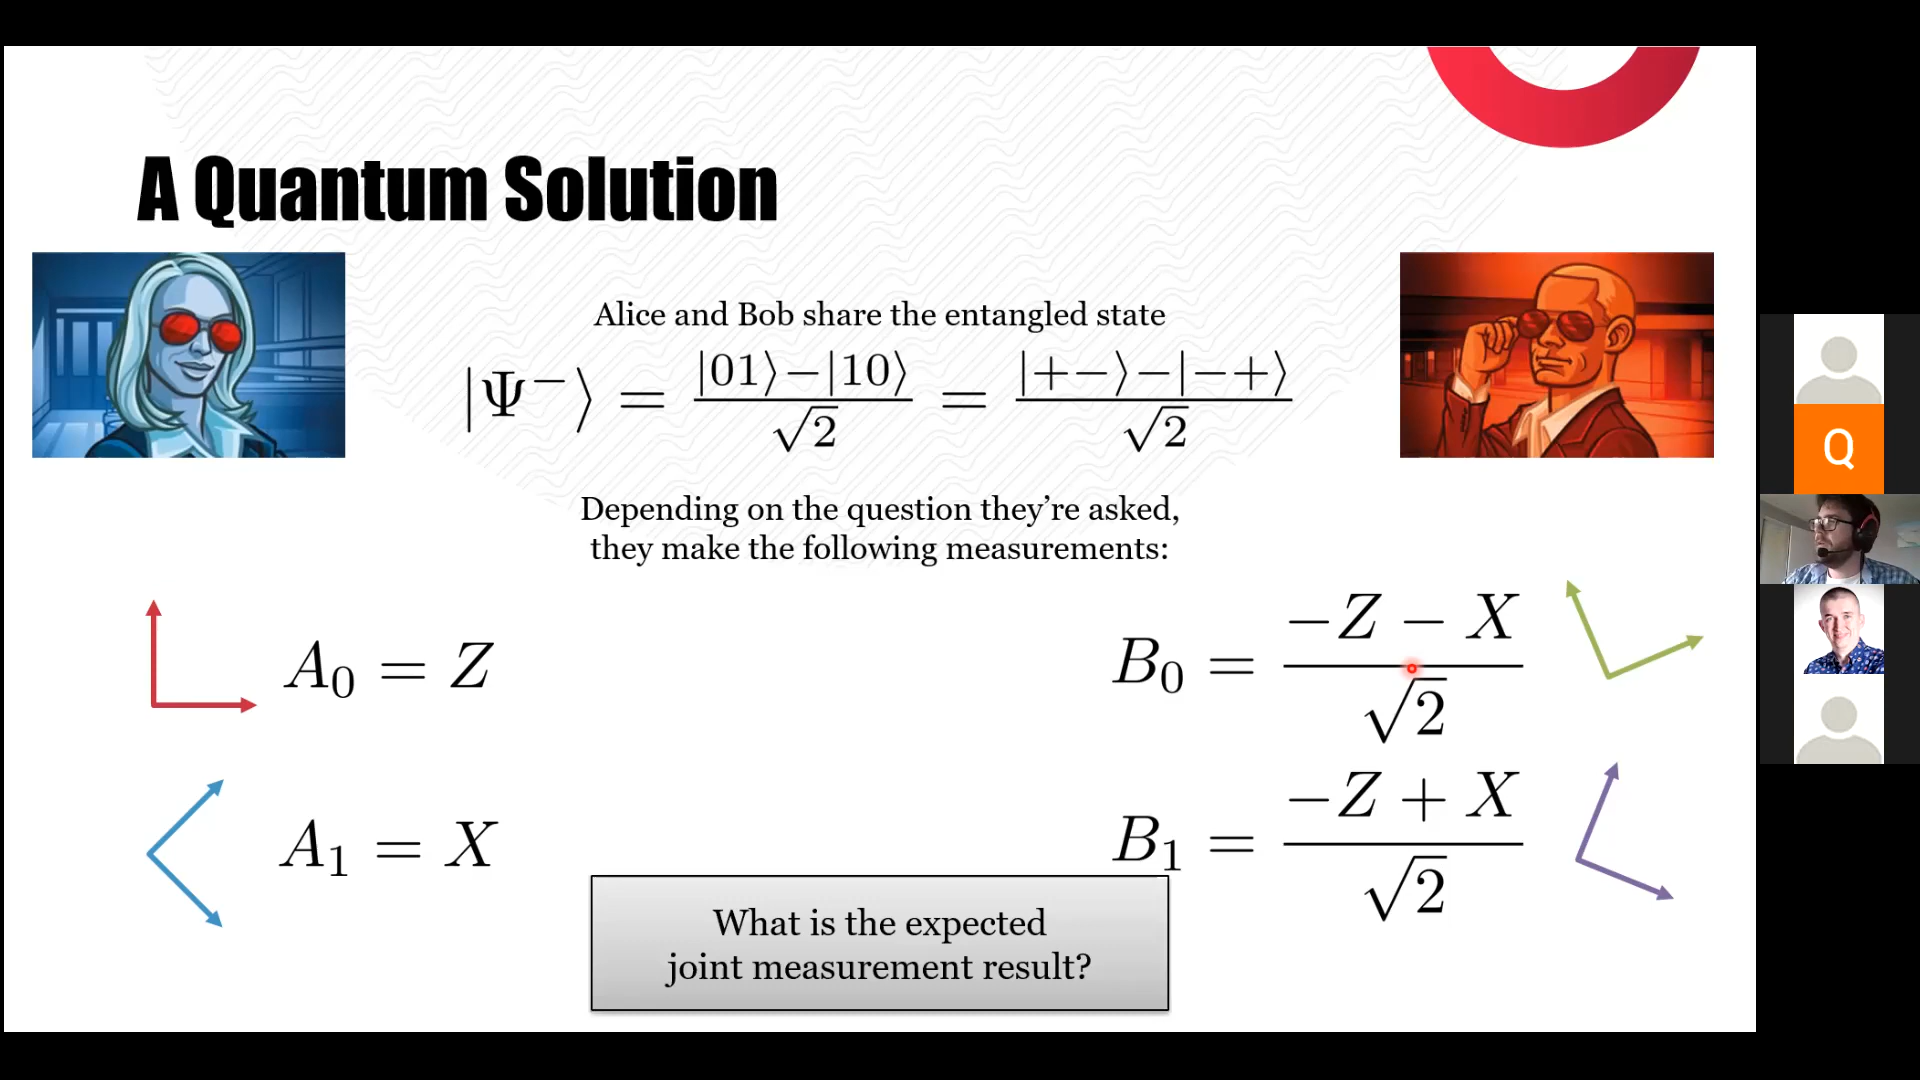 A Quantum Solution
Alice and Bob share the entangled state
|Ψ⁻⟩ = |01⟩−|10⟩ / √2 = |+−⟩−|−+⟩ / √2
Depending on the question they're asked,
they make the following measurements:
A₀ = Z
B₀ = −Z − X / √2
A₁ = X
B₁ = −Z + X / √2
What is the expected
joint measurement result?
Q